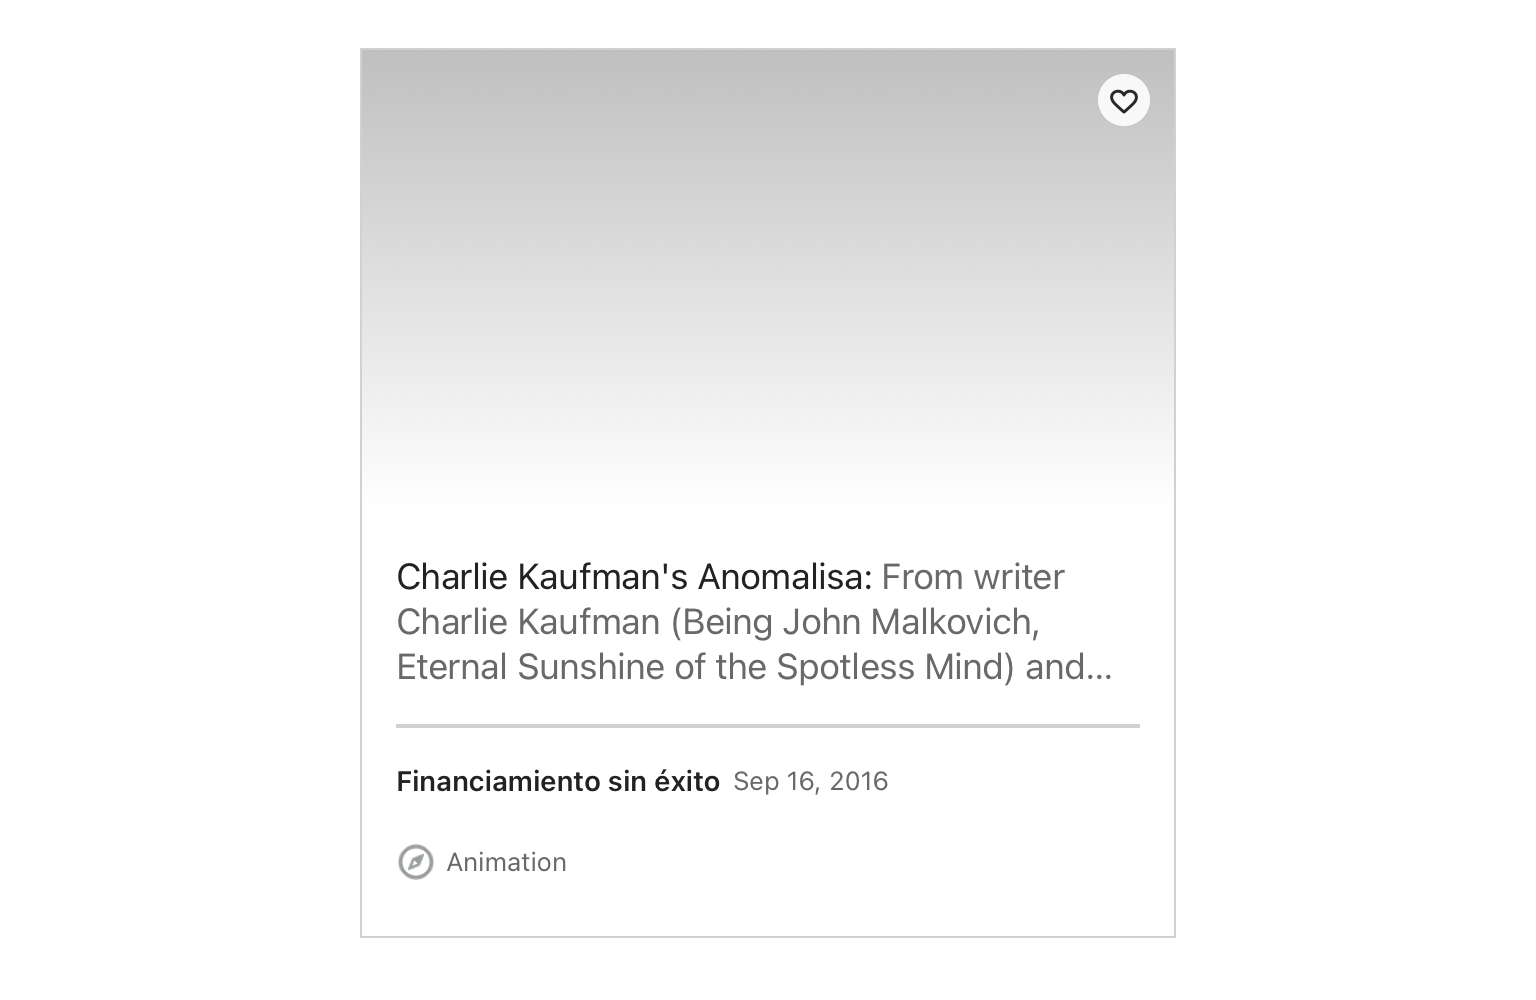 Charlie Kaufman's Anomalisa: From writer
Charlie Kaufman (Being John Malkovich,
Eternal Sunshine of the Spotless Mind) and...
Financiamiento sin éxito Sep 16, 2016
Animation